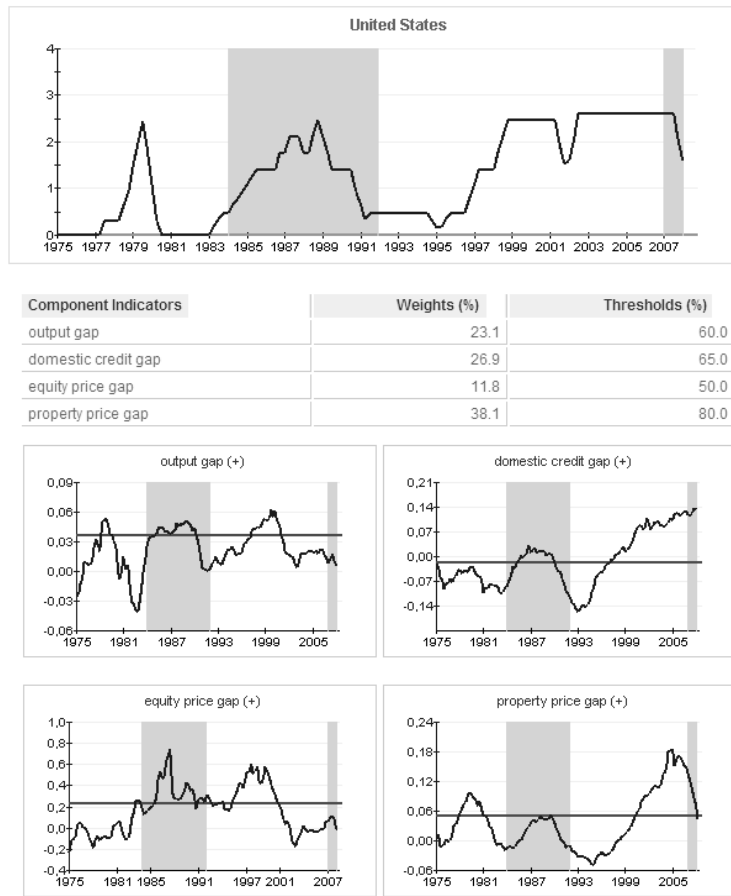 United States
4
3
2
1
0
1975 1977 1979 1981 1983 1985 1987 1989 1991 1993 1995 1997 1999 2001 2003 2005 2007
Component Indicators Weights (%) Thresholds (%)
output gap 23.1 60.0
domestic credit gap 26.9 65.0
equity price gap 11.8 50.0
property price gap 38.1 80.0
output gap (+)
0,09
0,06
0,03
0,00
-0,03
-0,06
1975 1981 1987 1993 1999 2005
domestic credit gap (+)
0,21
0,14
0,07
0,00
-0,07
-0,14
1975 1981 1987 1993 1999 2005
equity price gap (+)
1,0
0,8
0,6
0,4
0,2
0,0
-0,2
-0,4
1975 1985 1991 2001 2007
property price gap (+)
0,24
0,18
0,12
0,06
0,00
-0,06
1975 1981 1987 1993 1999 2005